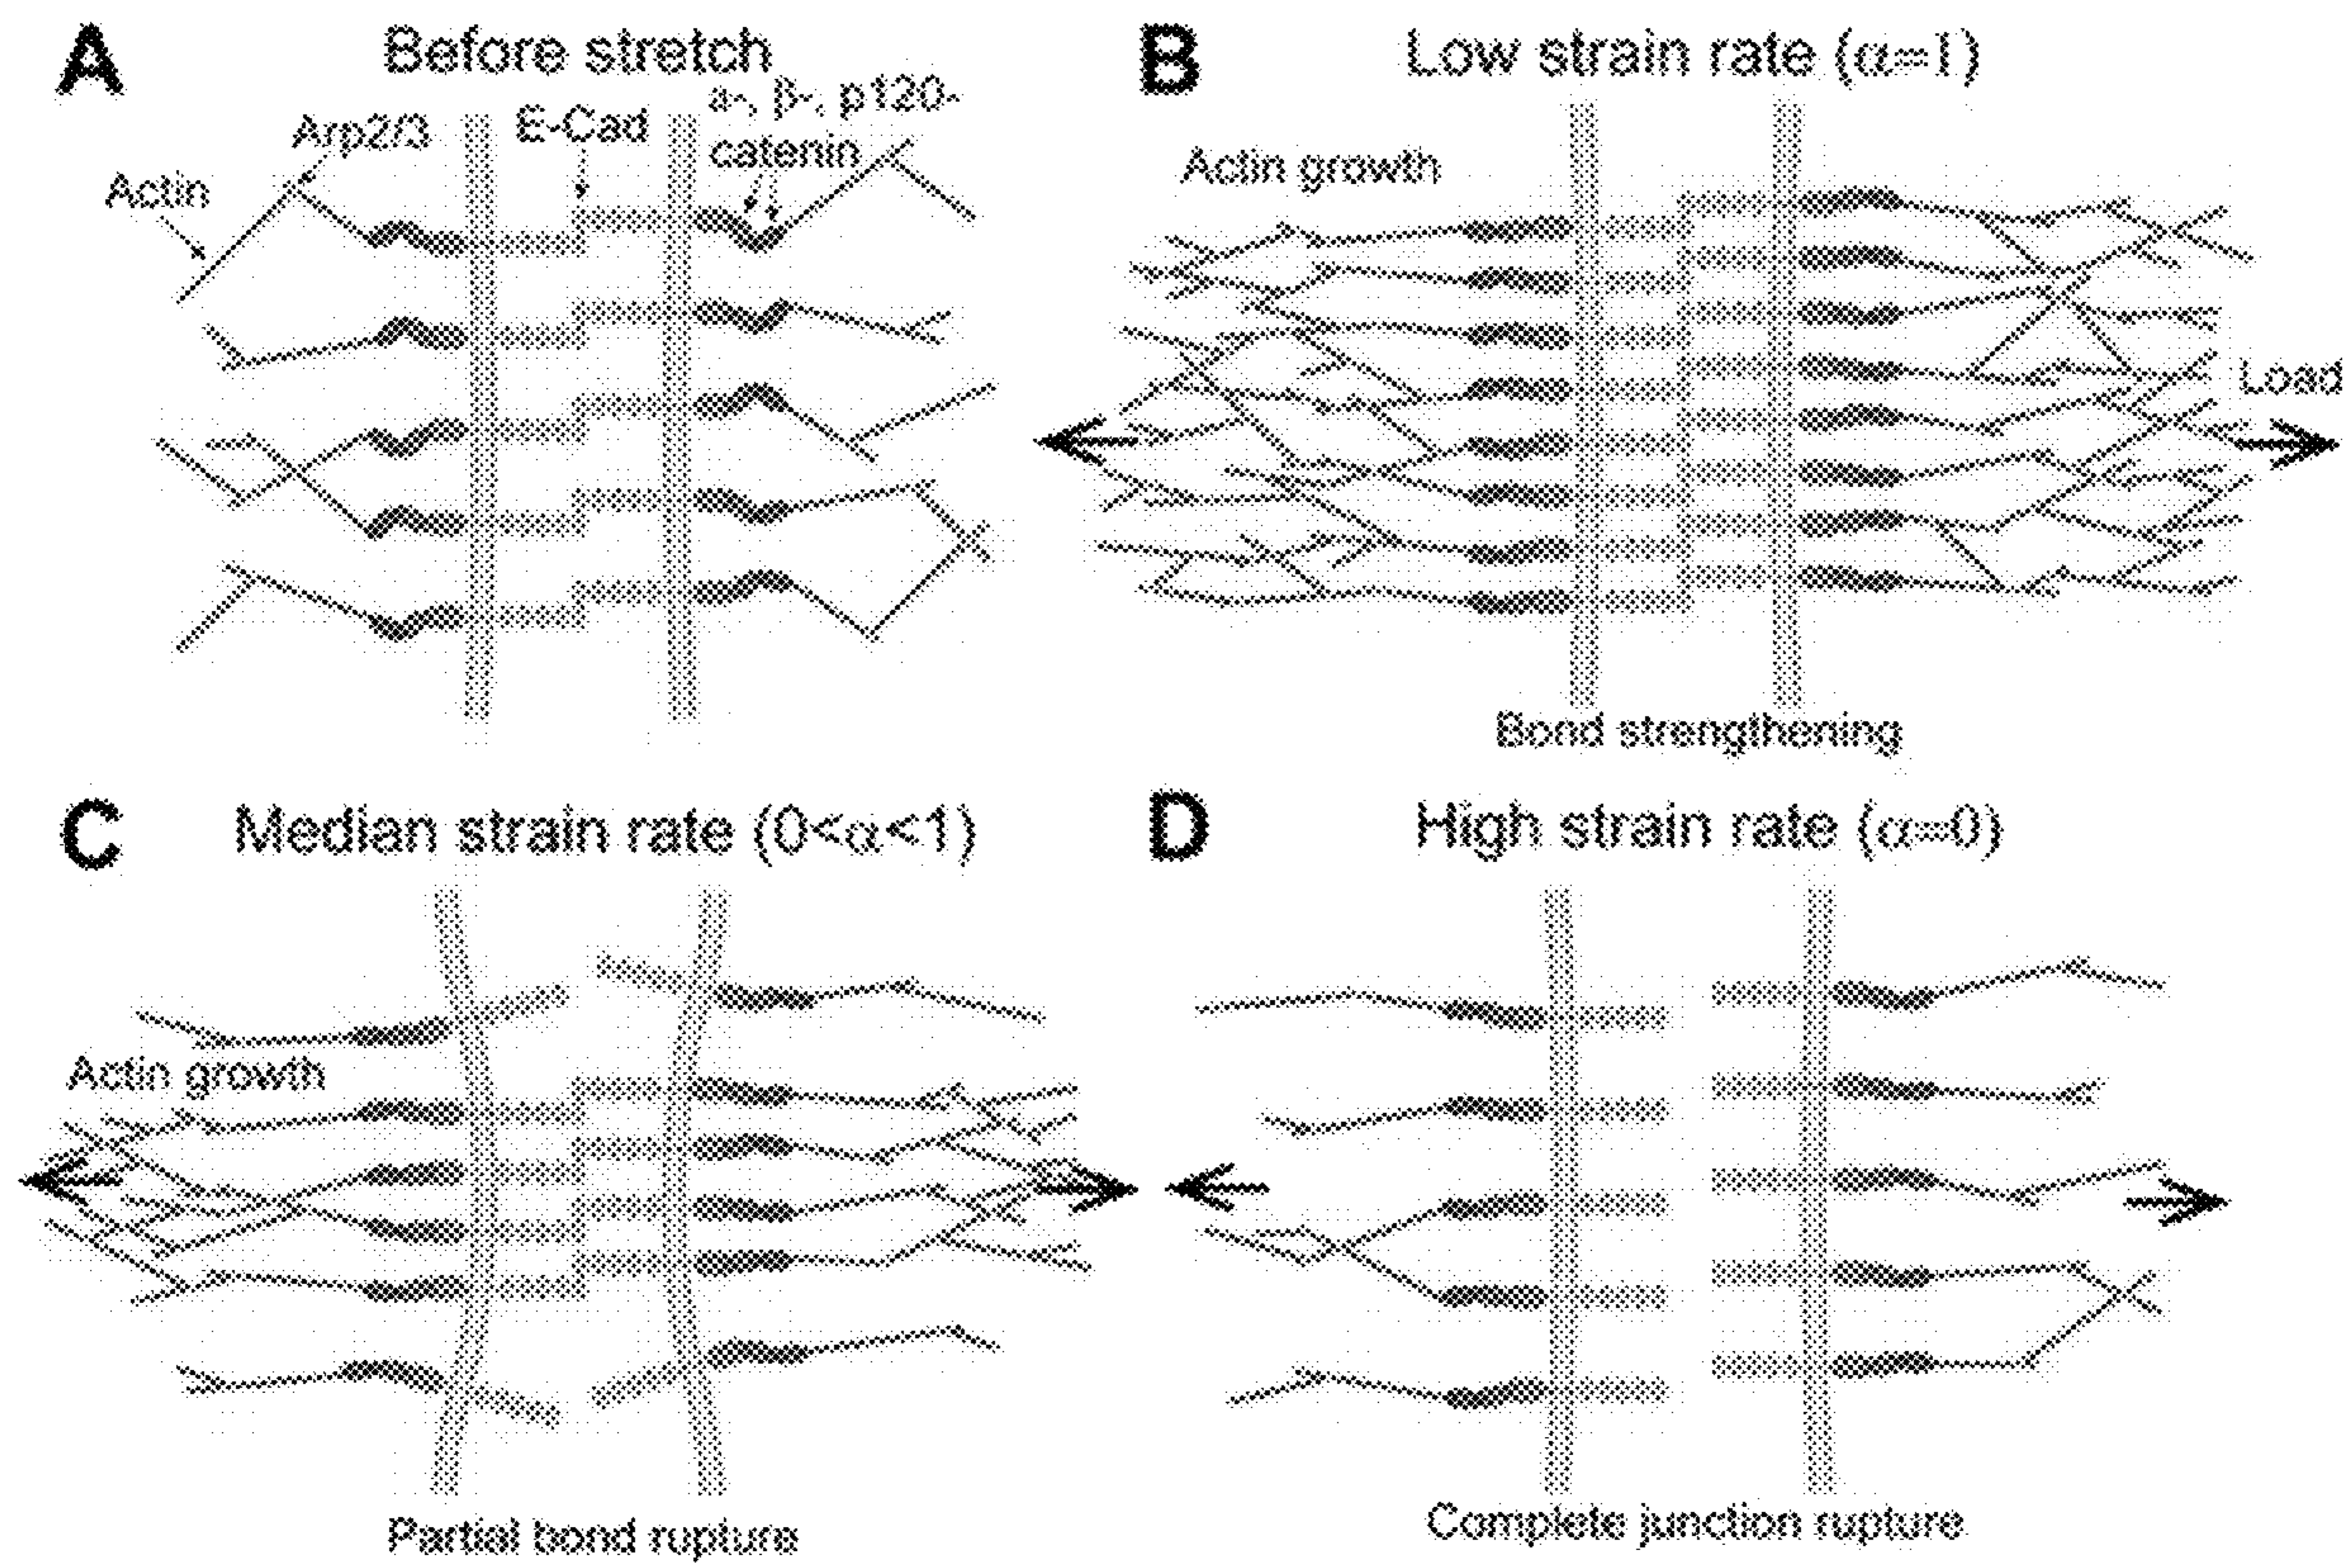 A Before stretch
Arp2/3 E-Cad a-, β-, p120-
catenin
Actin
B Low strain rate (α=1)
Actin growth
Load
Bond strengthening
C Median strain rate (0<α<1)
Actin growth
Partial bond rupture
D High strain rate (α=0)
Complete junction rupture